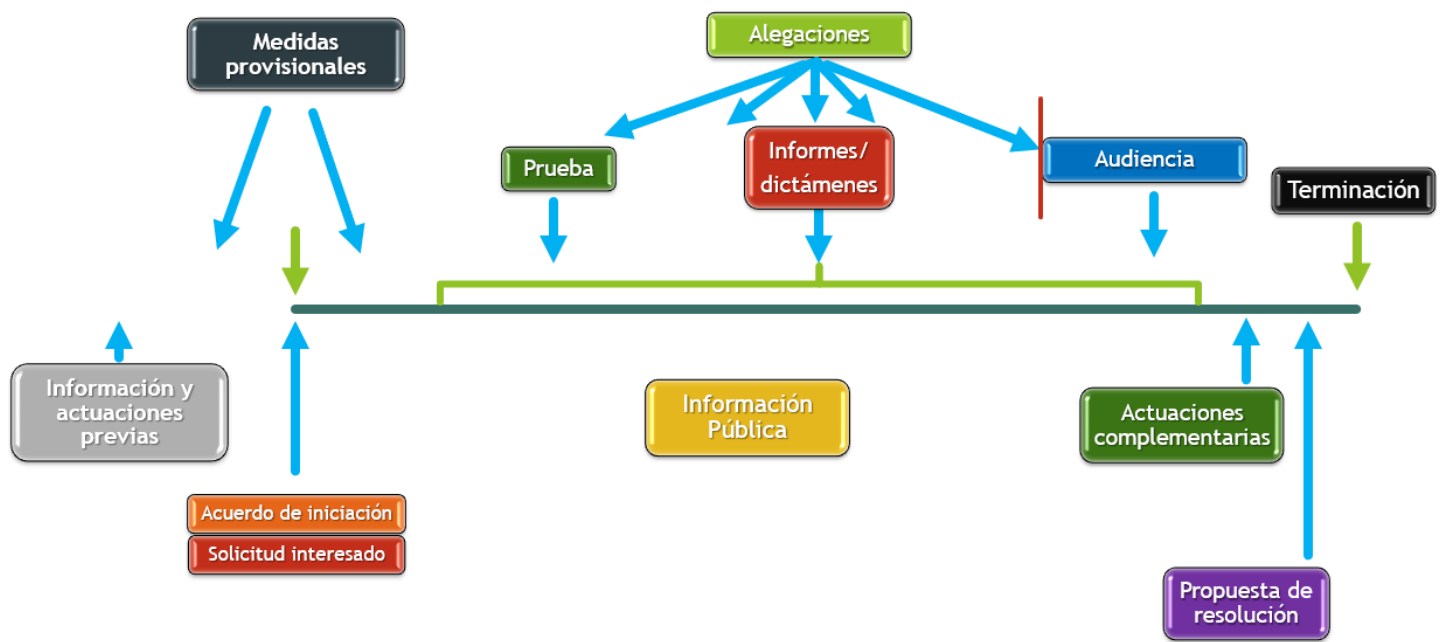 Medidas
provisionales
Alegaciones
Prueba
Informes/
dictámenes
Audiencia
Terminación
Información y
actuaciones
previas
Información
Pública
Actuaciones
complementarias
Acuerdo de iniciación
Solicitud interesado
Propuesta de
resolución